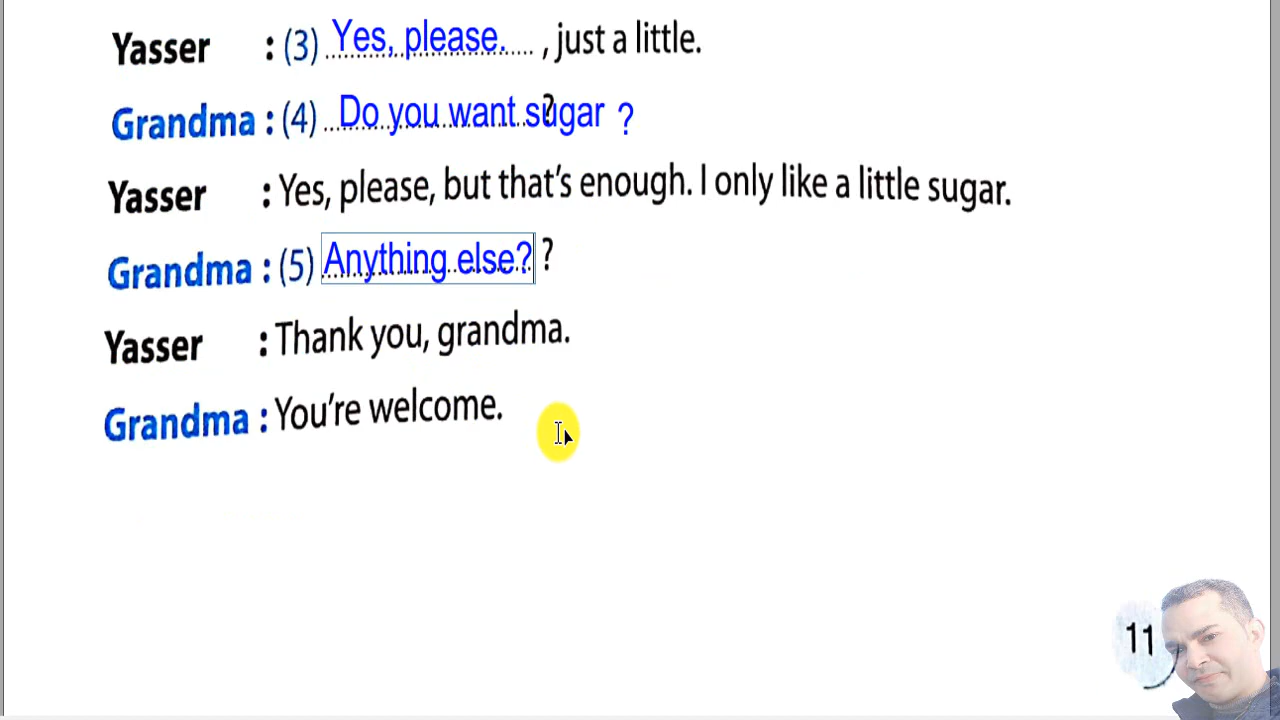 Yasser : (3) Yes, please. , just a little.
Grandma : (4) Do you want sugar ? ?
Yasser : Yes, please, but that's enough. I only like a little sugar.
Grandma : (5) Anything else? ?
Yasser : Thank you, grandma.
Grandma : You're welcome.
11